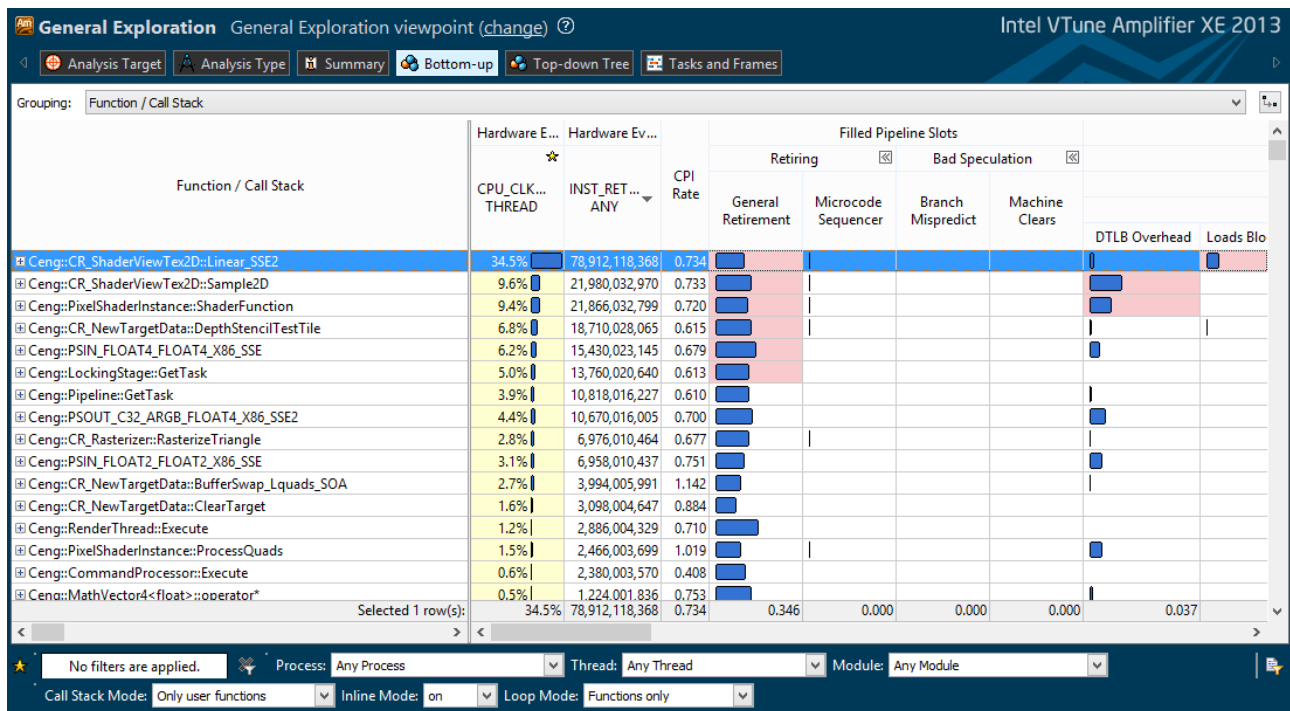 General Exploration General Exploration viewpoint (change) Intel VTune Amplifier XE 2013
Analysis Target Analysis Type Summary Bottom-up Top-down Tree Tasks and Frames
Grouping: Function / Call Stack
Hardware E... Hardware Ev... Filled Pipeline Slots
Retiring Bad Speculation
Function / Call Stack CPU_CLK... THREAD INST_RET... ANY CPI Rate General Retirement Microcode Sequencer Branch Mispredict Machine Clears
DTLB Overhead Loads Blo
Ceng::CR_ShaderViewTex2D::Linear_SSE2 34.5% 78,912,118,368 0.734
Ceng::CR_ShaderViewTex2D::Sample2D 9.6% 21,980,032,970 0.733
Ceng::PixelShaderInstance::ShaderFunction 9.4% 21,866,032,799 0.720
Ceng::CR_NewTargetData::DepthStencilTestTile 6.8% 18,710,028,065 0.615
Ceng::PSIN_FLOAT4_FLOAT4_X86_SSE 6.2% 15,430,023,145 0.679
Ceng::LockingStage::GetTask 5.0% 13,760,020,640 0.613
Ceng::Pipeline::GetTask 3.9% 10,818,016,227 0.610
Ceng::PSOUT_C32_ARGB_FLOAT4_X86_SSE2 4.4% 10,670,016,005 0.700
Ceng::CR_Rasterizer::RasterizeTriangle 2.8% 6,976,010,464 0.677
Ceng::PSIN_FLOAT2_FLOAT2_X86_SSE 3.1% 6,958,010,437 0.751
Ceng::CR_NewTargetData::BufferSwap_Lquads_SOA 2.7% 3,994,005,991 1.142
Ceng::CR_NewTargetData::ClearTarget 1.6% 3,098,004,647 0.884
Ceng::RenderThread::Execute 1.2% 2,886,004,329 0.710
Ceng::PixelShaderInstance::ProcessQuads 1.5% 2,466,003,699 1.019
Ceng::CommandProcessor::Execute 0.6% 2,380,003,570 0.408
Ceng::MathVector4<float>::operator* 0.5% 1,224,001,836 0.753
Selected 1 row(s): 34.5% 78,912,118,368 0.734 0.346 0.000 0.000 0.000 0.037
No filters are applied. Process: Any Process Thread: Any Thread Module: Any Module
Call Stack Mode: Only user functions Inline Mode: on Loop Mode: Functions only